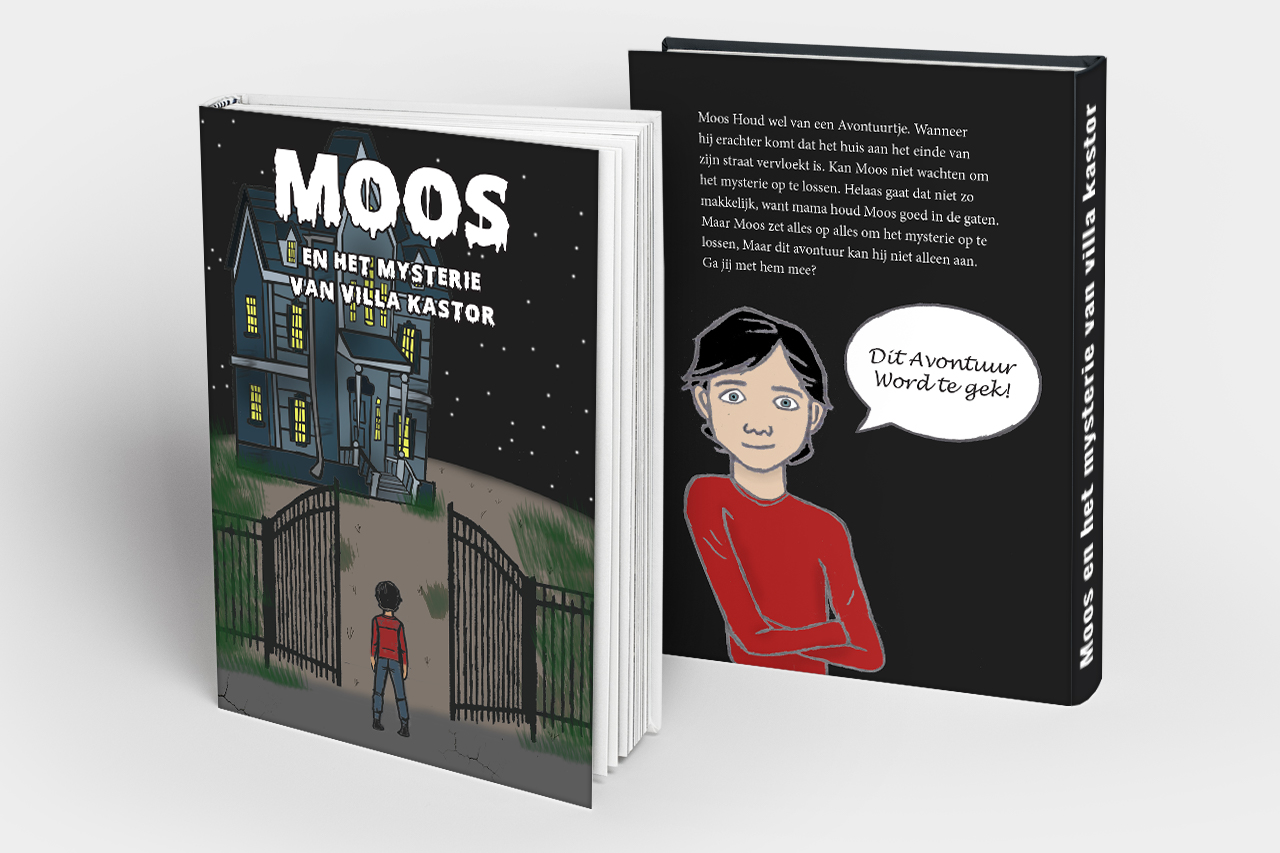 MOOS
EN HET MYSTERIE
VAN VILLA KASTOR
Moos Houd wel van een Avontuurtje. Wanneer
hij erachter komt dat het huis aan het einde van
zijn straat vervloekt is. Kan Moos niet wachten om
het mysterie op te lossen. Helaas gaat dat niet zo
makkelijk, want mama houd Moos goed in de gaten.
Maar Moos zet alles op alles om het mysterie op te
lossen, Maar dit avontuur kan hij niet alleen aan.
Ga jij met hem mee?
Dit Avontuur
Word te gek!
Moos en het mysterie van villa kastor